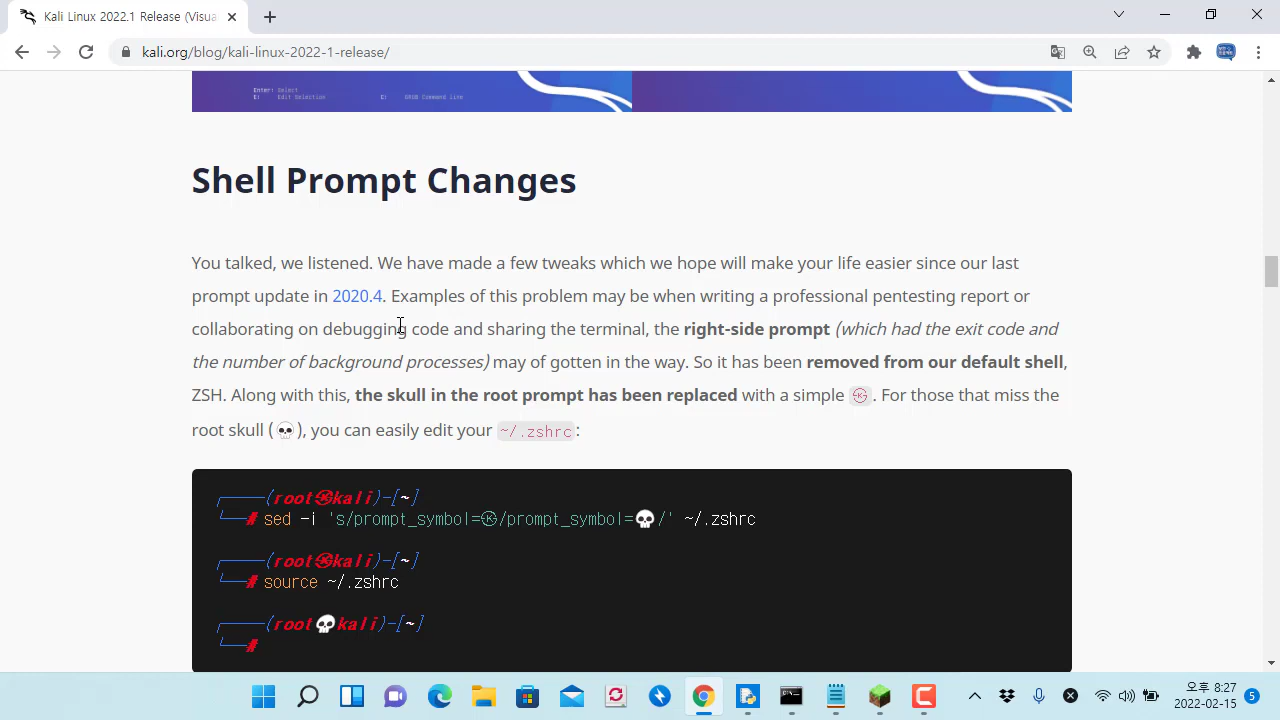 Kali Linux 2022.1 Release (Visua
kali.org/blog/kali-linux-2022-1-release/
Enter: Select
E: Edit Selection C: GRUB Command line
Shell Prompt Changes
You talked, we listened. We have made a few tweaks which we hope will make your life easier since our last
prompt update in 2020.4. Examples of this problem may be when writing a professional pentesting report or
collaborating on debugging code and sharing the terminal, the right-side prompt (which had the exit code and
the number of background processes) may of gotten in the way. So it has been removed from our default shell,
ZSH. Along with this, the skull in the root prompt has been replaced with a simple ㉿. For those that miss the
root skull (💀), you can easily edit your ~/.zshrc:
┌──(root㉿kali)-[~]
└─# sed -i 's/prompt_symbol=㉿/prompt_symbol=💀/' ~/.zshrc
┌──(root㉿kali)-[~]
└─# source ~/.zshrc
┌──(root💀kali)-[~]
└─#
오후 8:27
2022-02-15
5